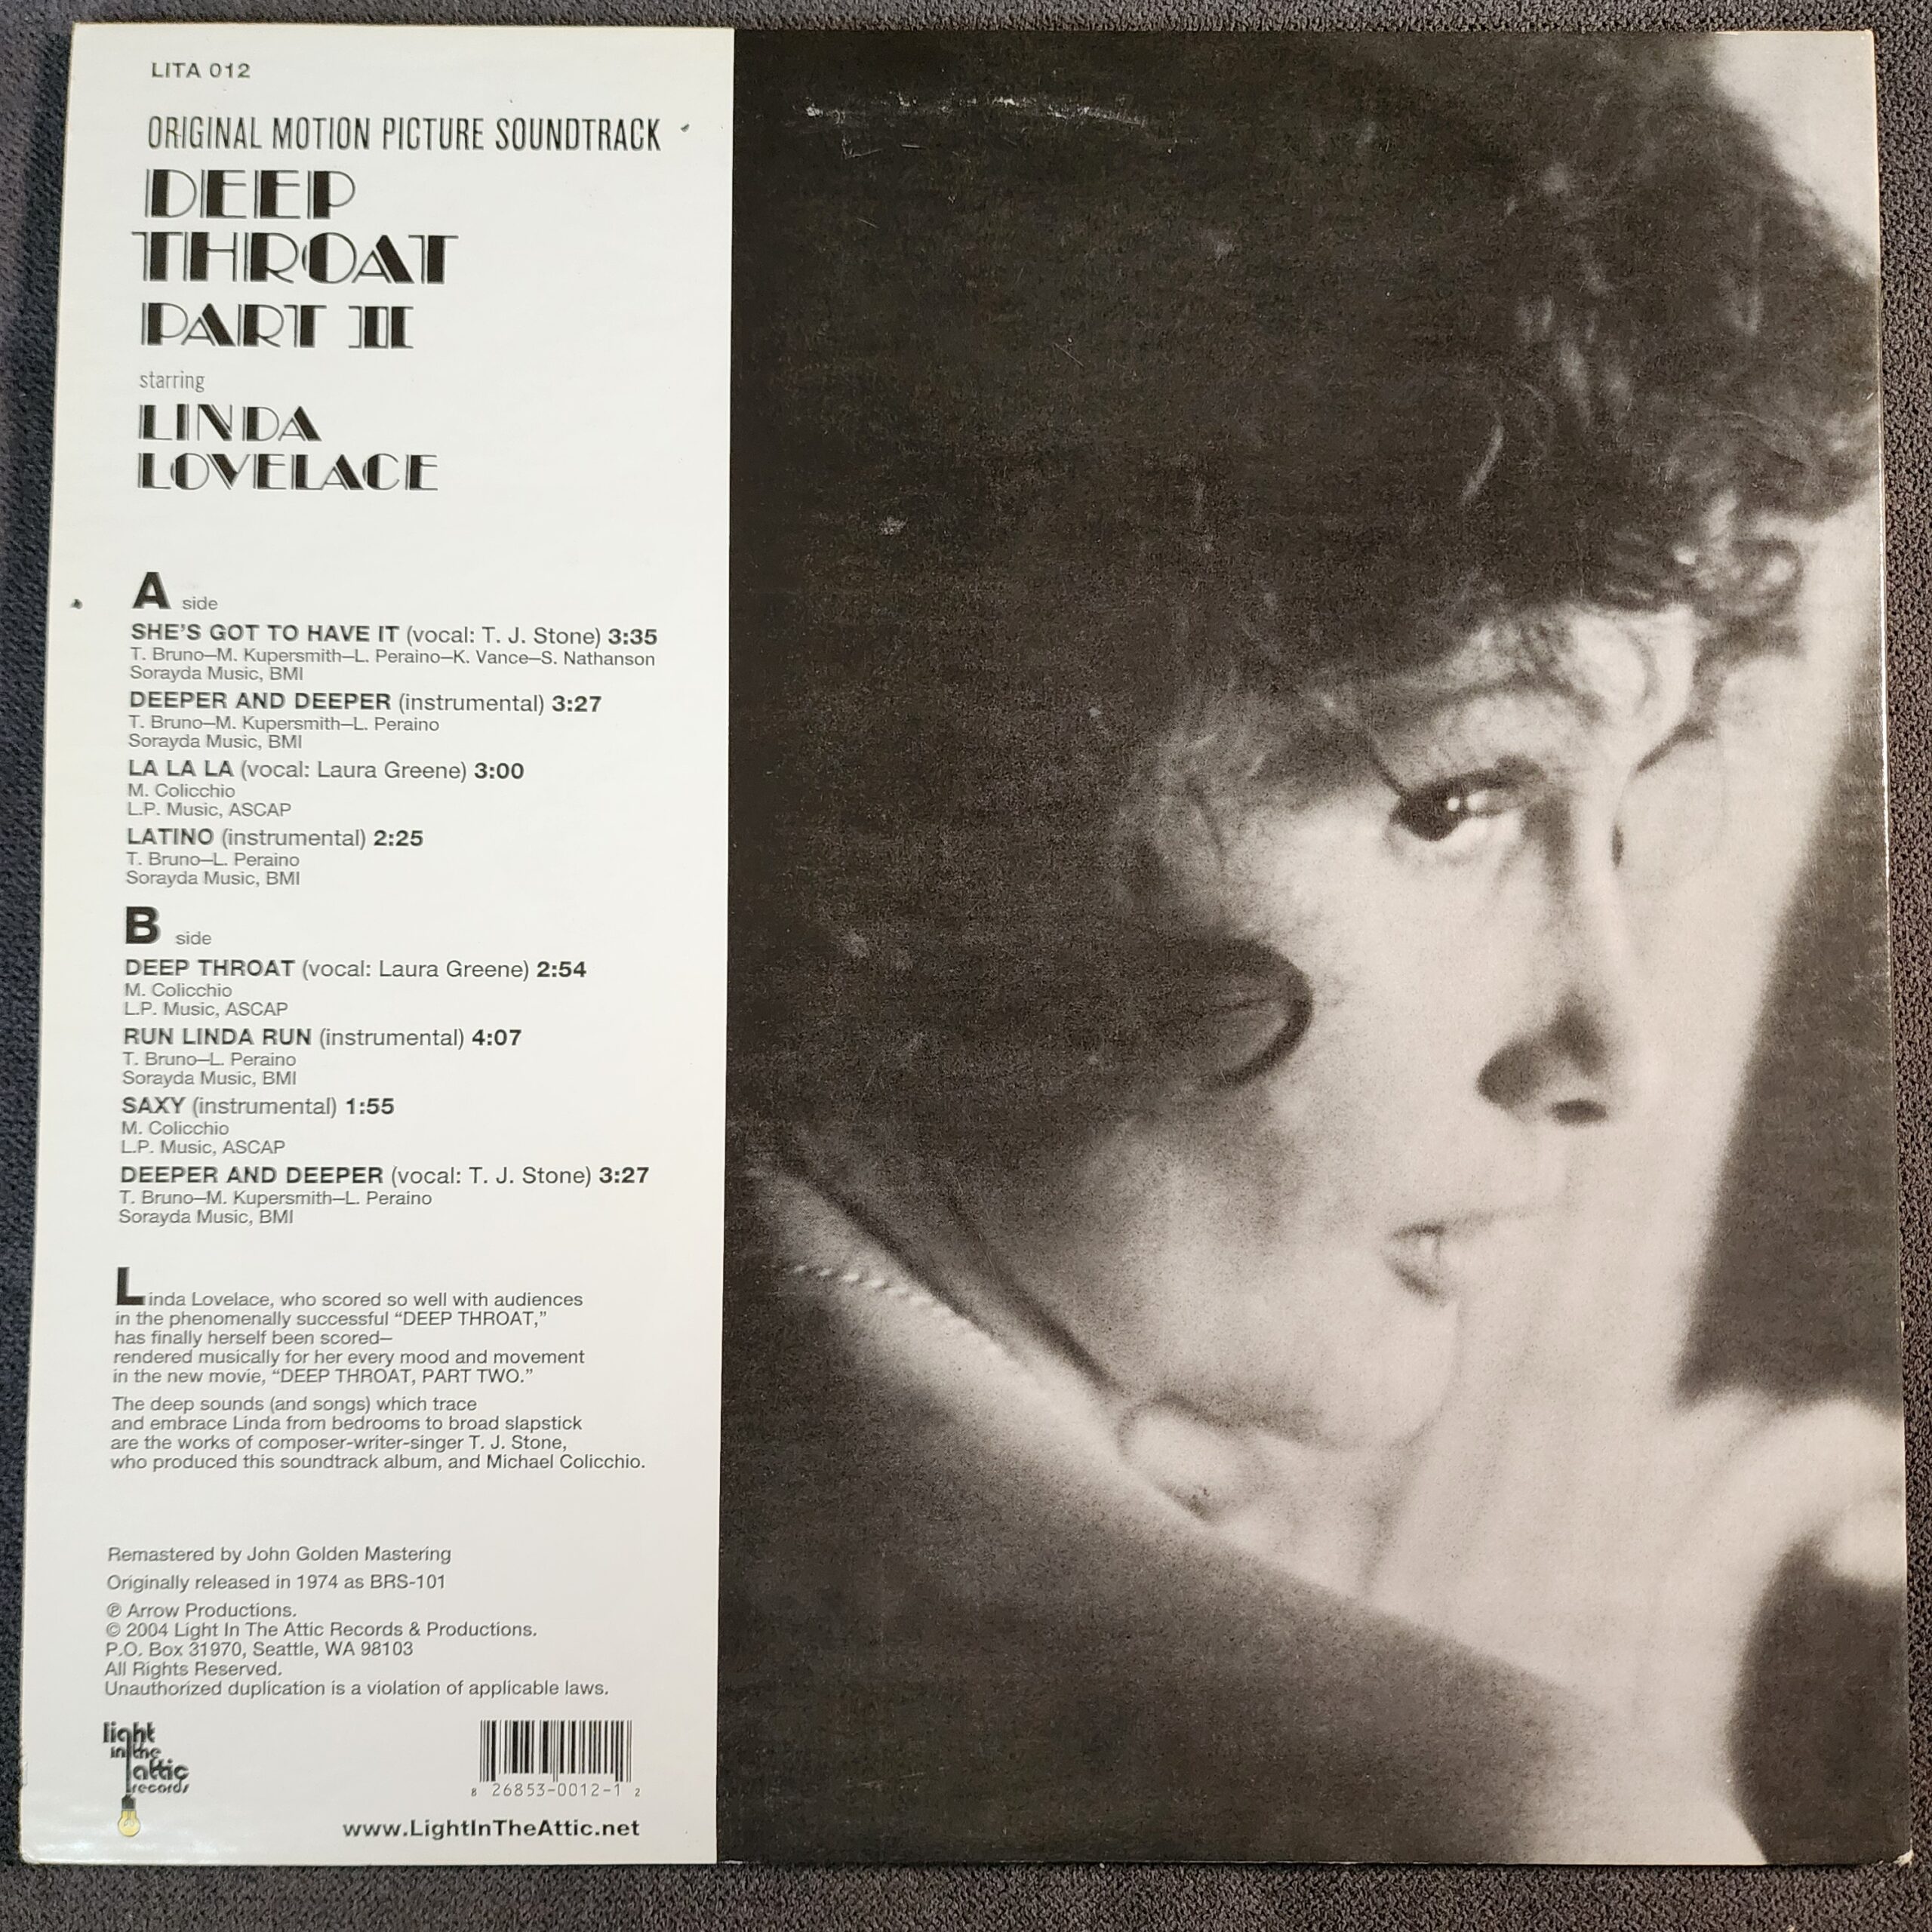 LITA 012
ORIGINAL MOTION PICTURE SOUNDTRACK
DEEP
THROAT
PART II
starring
LINDA
LOVELACE
A side
SHE'S GOT TO HAVE IT (vocal: T. J. Stone) 3:35
T. Bruno–M. Kupersmith–L. Peraino–K. Vance–S. Nathanson
Sorayda Music, BMI
DEEPER AND DEEPER (instrumental) 3:27
T. Bruno–M. Kupersmith–L. Peraino
Sorayda Music, BMI
LA LA LA (vocal: Laura Greene) 3:00
M. Colicchio
L.P. Music, ASCAP
LATINO (instrumental) 2:25
T. Bruno–L. Peraino
Sorayda Music, BMI
B side
DEEP THROAT (vocal: Laura Greene) 2:54
M. Colicchio
L.P. Music, ASCAP
RUN LINDA RUN (instrumental) 4:07
T. Bruno–L. Peraino
Sorayda Music, BMI
SAXY (instrumental) 1:55
M. Colicchio
L.P. Music, ASCAP
DEEPER AND DEEPER (vocal: T. J. Stone) 3:27
T. Bruno–M. Kupersmith–L. Peraino
Sorayda Music, BMI
Linda Lovelace, who scored so well with audiences
in the phenomenally successful “DEEP THROAT,”
has finally herself been scored–
rendered musically for her every mood and movement
in the new movie, “DEEP THROAT, PART TWO.”
The deep sounds (and songs) which trace
and embrace Linda from bedrooms to broad slapstick
are the works of composer-writer-singer T. J. Stone,
who produced this soundtrack album, and Michael Colicchio.
Remastered by John Golden Mastering
Originally released in 1974 as BRS-101
℗ Arrow Productions.
© 2004 Light In The Attic Records & Productions.
P.O. Box 31970, Seattle, WA 98103
All Rights Reserved.
Unauthorized duplication is a violation of applicable laws.
light
in the
attic
records
8 26853-0012-1 2
www.LightInTheAttic.net